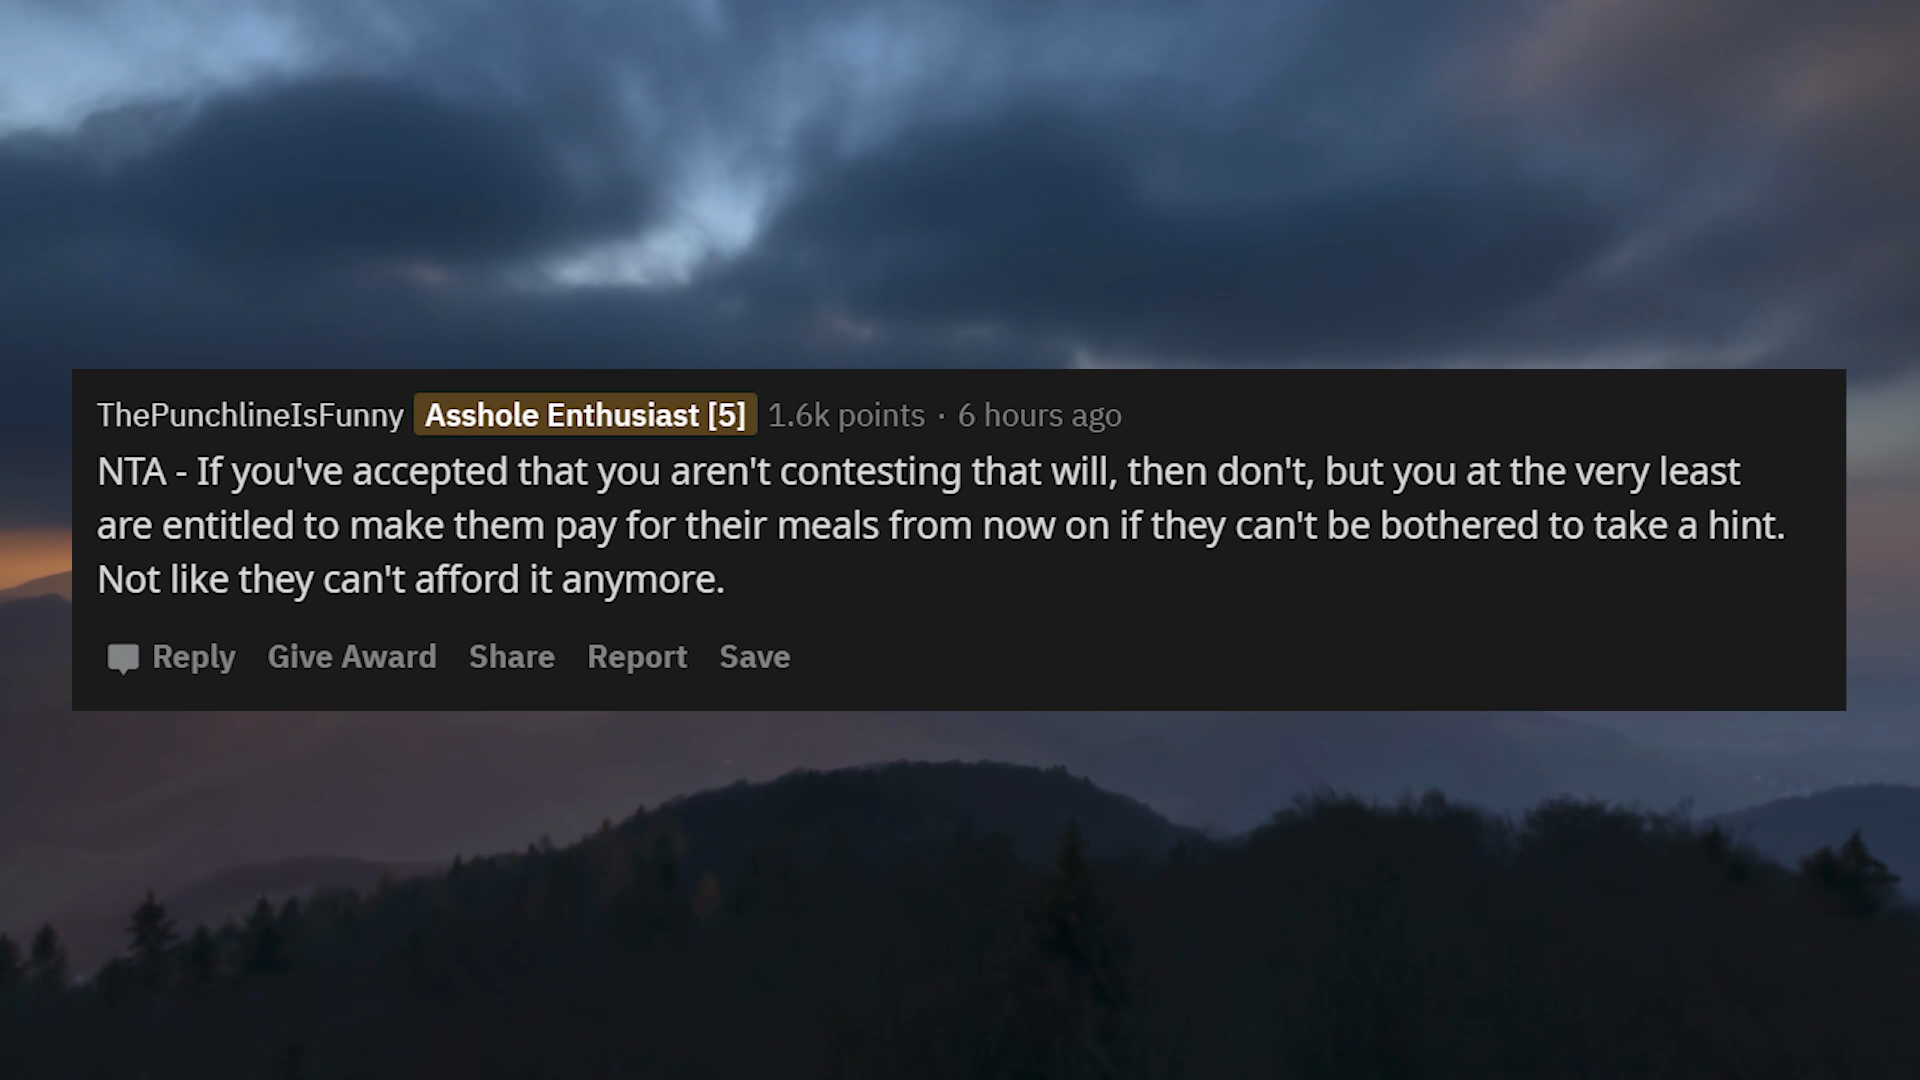 ThePunchlineIsFunny Asshole Enthusiast [5] 1.6k points · 6 hours ago
NTA - If you've accepted that you aren't contesting that will, then don't, but you at the very least
are entitled to make them pay for their meals from now on if they can't be bothered to take a hint.
Not like they can't afford it anymore.
Reply Give Award Share Report Save